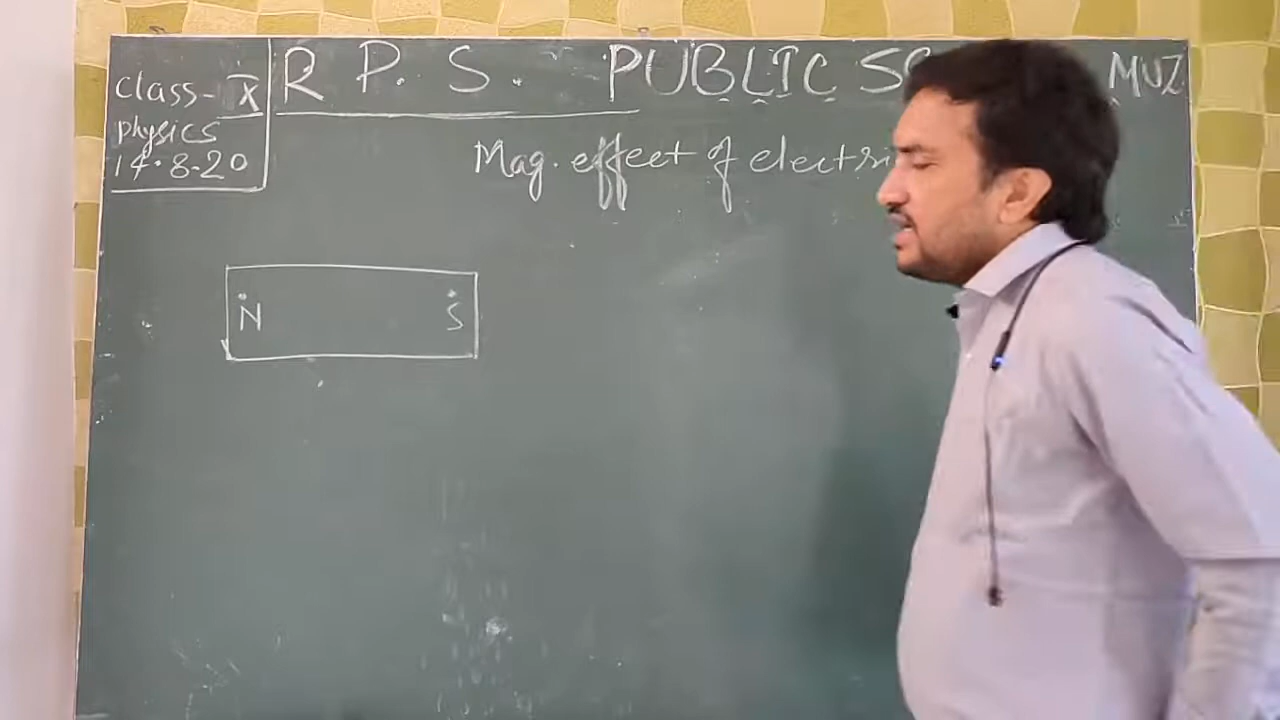 Class- X
Physics
14.8.20
R P. S. PUBLIC MUZ
Mag. effect of
N S